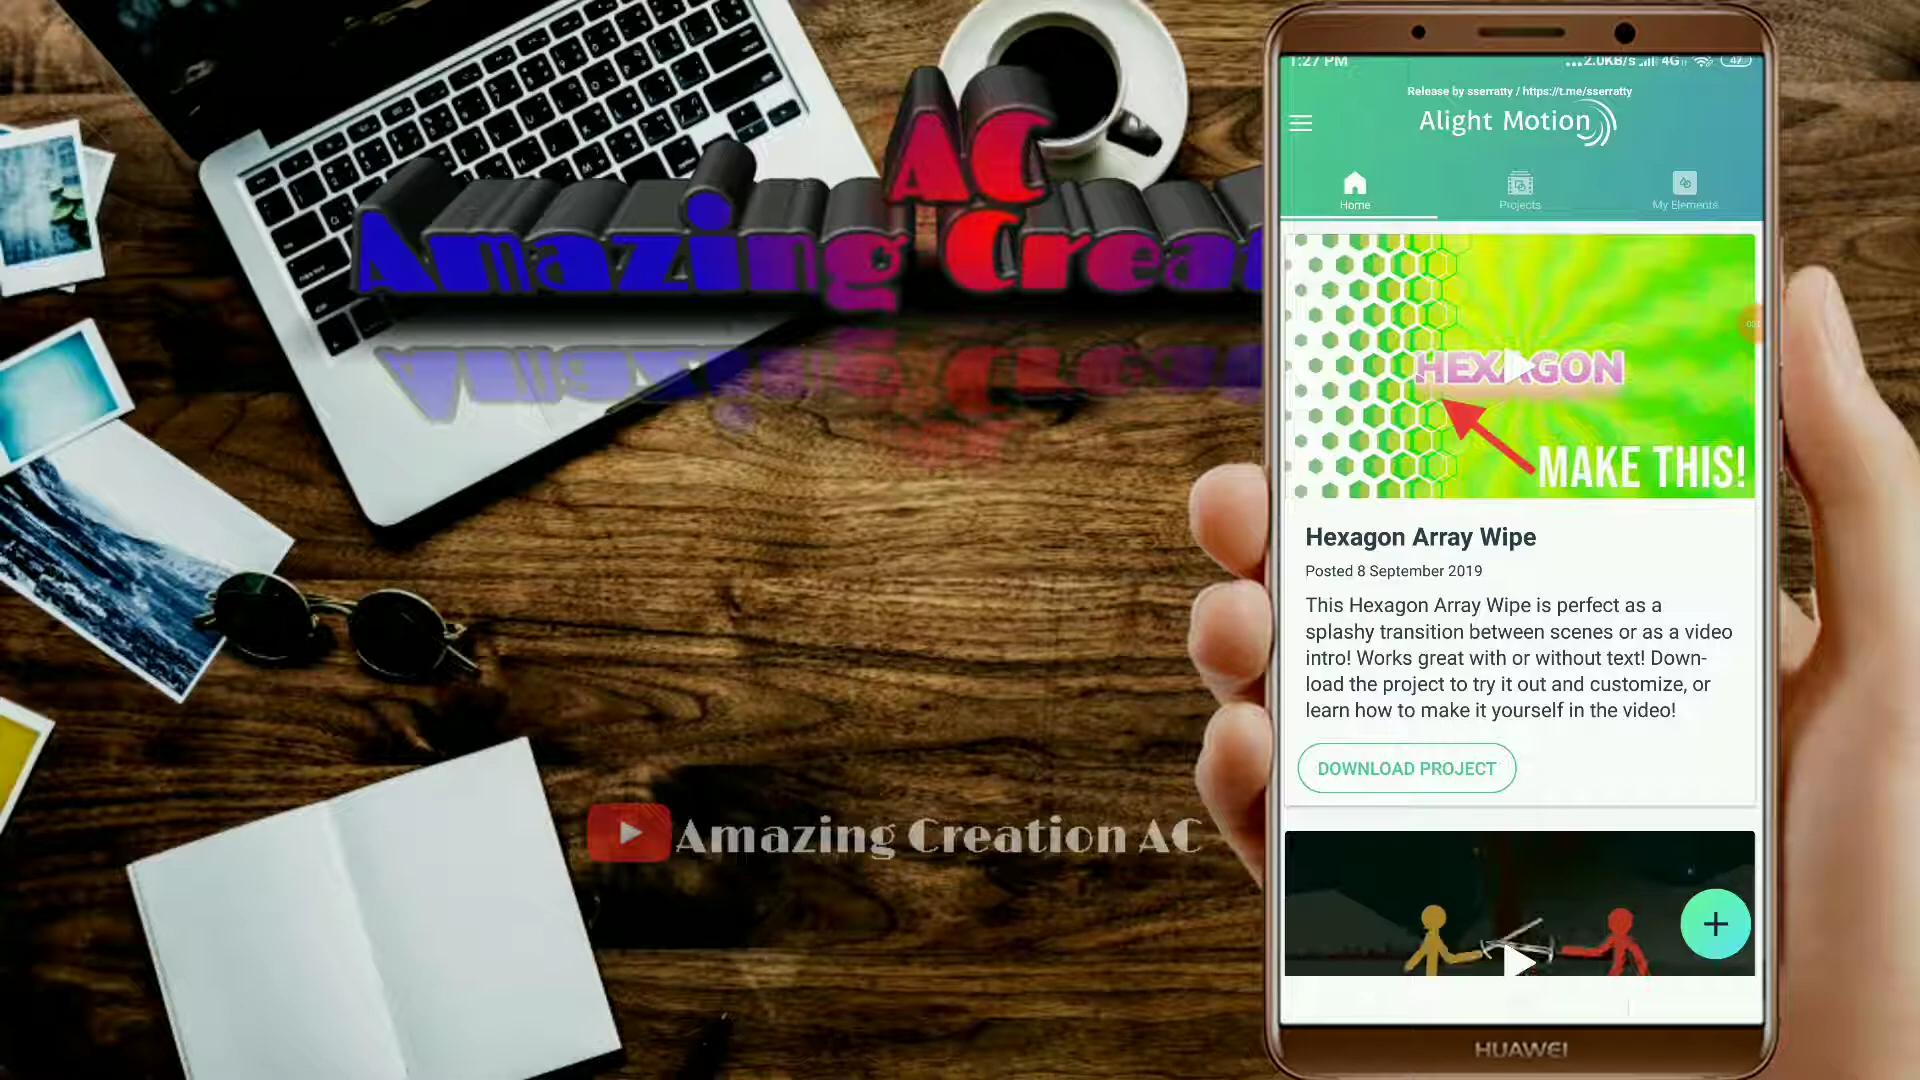 AC
Amazing Creat
Amazing Creation AC
1:27 PM
...2.0KB/s 4G 47
Release by sserratty / https://t.me/sserratty
Alight Motion
Home
Projects
My Elements
HEXAGON
MAKE THIS!
Hexagon Array Wipe
Posted 8 September 2019
This Hexagon Array Wipe is perfect as a
splashy transition between scenes or as a video
intro! Works great with or without text! Down-
load the project to try it out and customize, or
learn how to make it yourself in the video!
DOWNLOAD PROJECT
HUAWEI